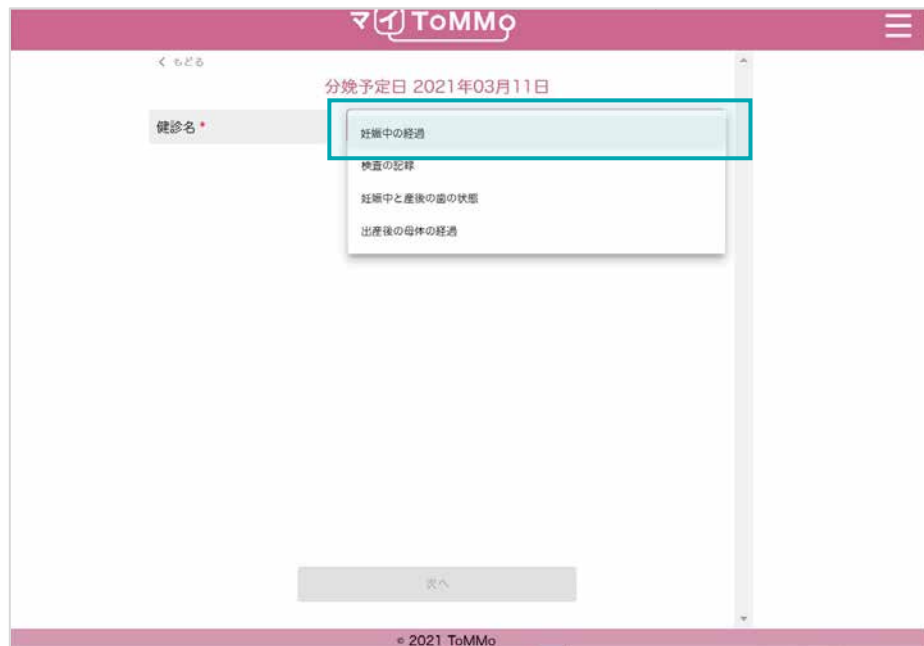 マイToMMo
もどる
分娩予定日 2021年03月11日
健診名 *
妊娠中の経過
検査の記録
妊娠中と産後の歯の状態
出産後の母体の経過
次へ
© 2021 ToMMo